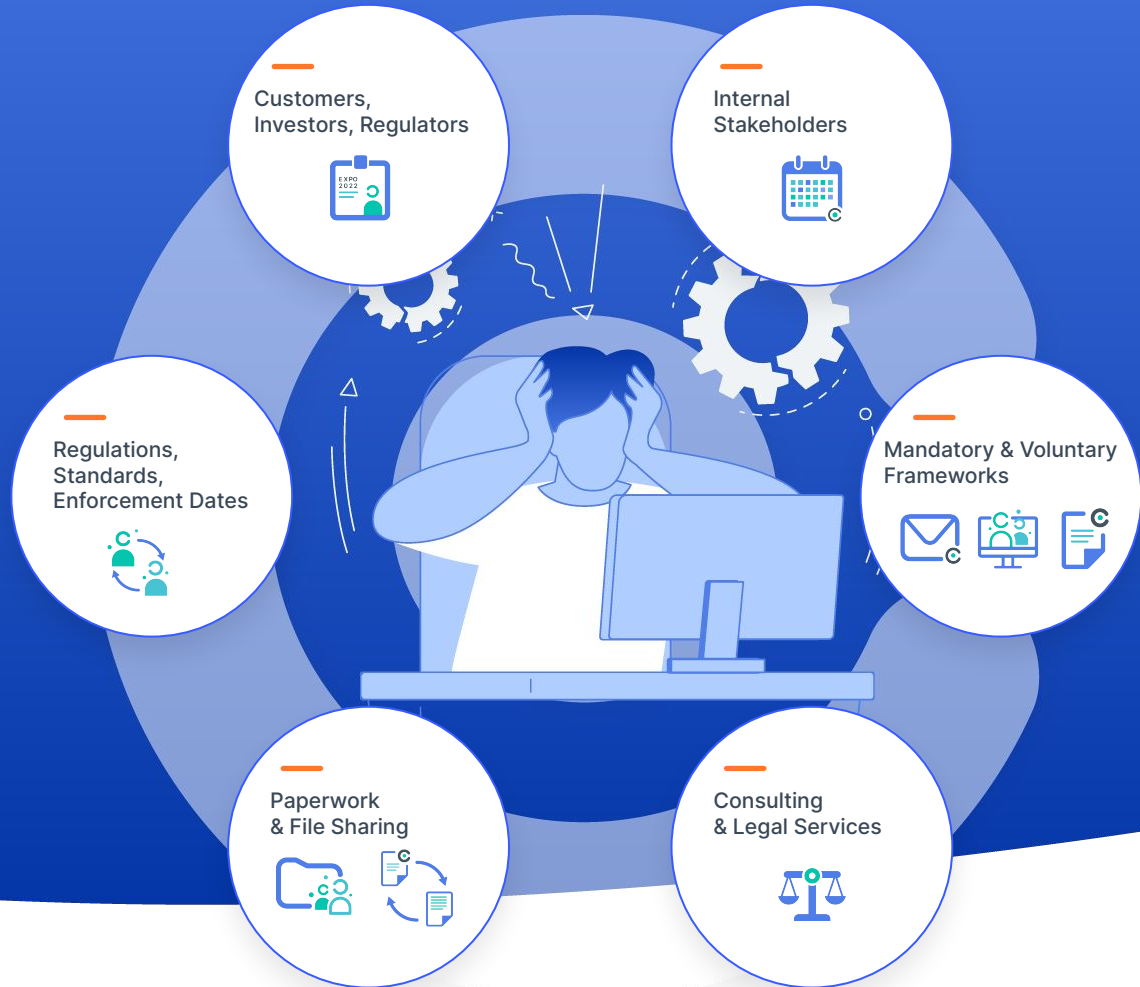 Customers,
Investors, Regulators
EXPO
2022
Internal
Stakeholders
Regulations,
Standards,
Enforcement Dates
Mandatory & Voluntary
Frameworks
Paperwork
& File Sharing
Consulting
& Legal Services